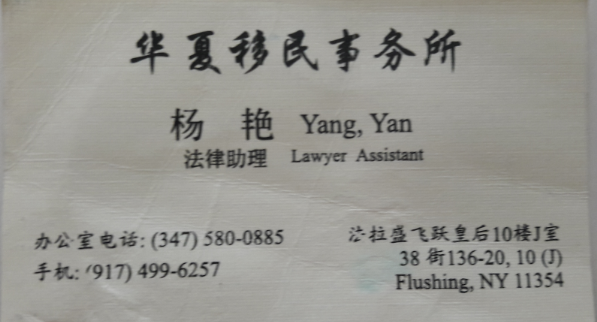 华夏移民事务所
杨 艳 Yang, Yan
法律助理 Lawyer Assistant
办公室电话: (347) 580-0885
手机: (917) 499-6257
法拉盛飞跃皇后10楼J室
38 街136-20, 10 (J)
Flushing, NY 11354